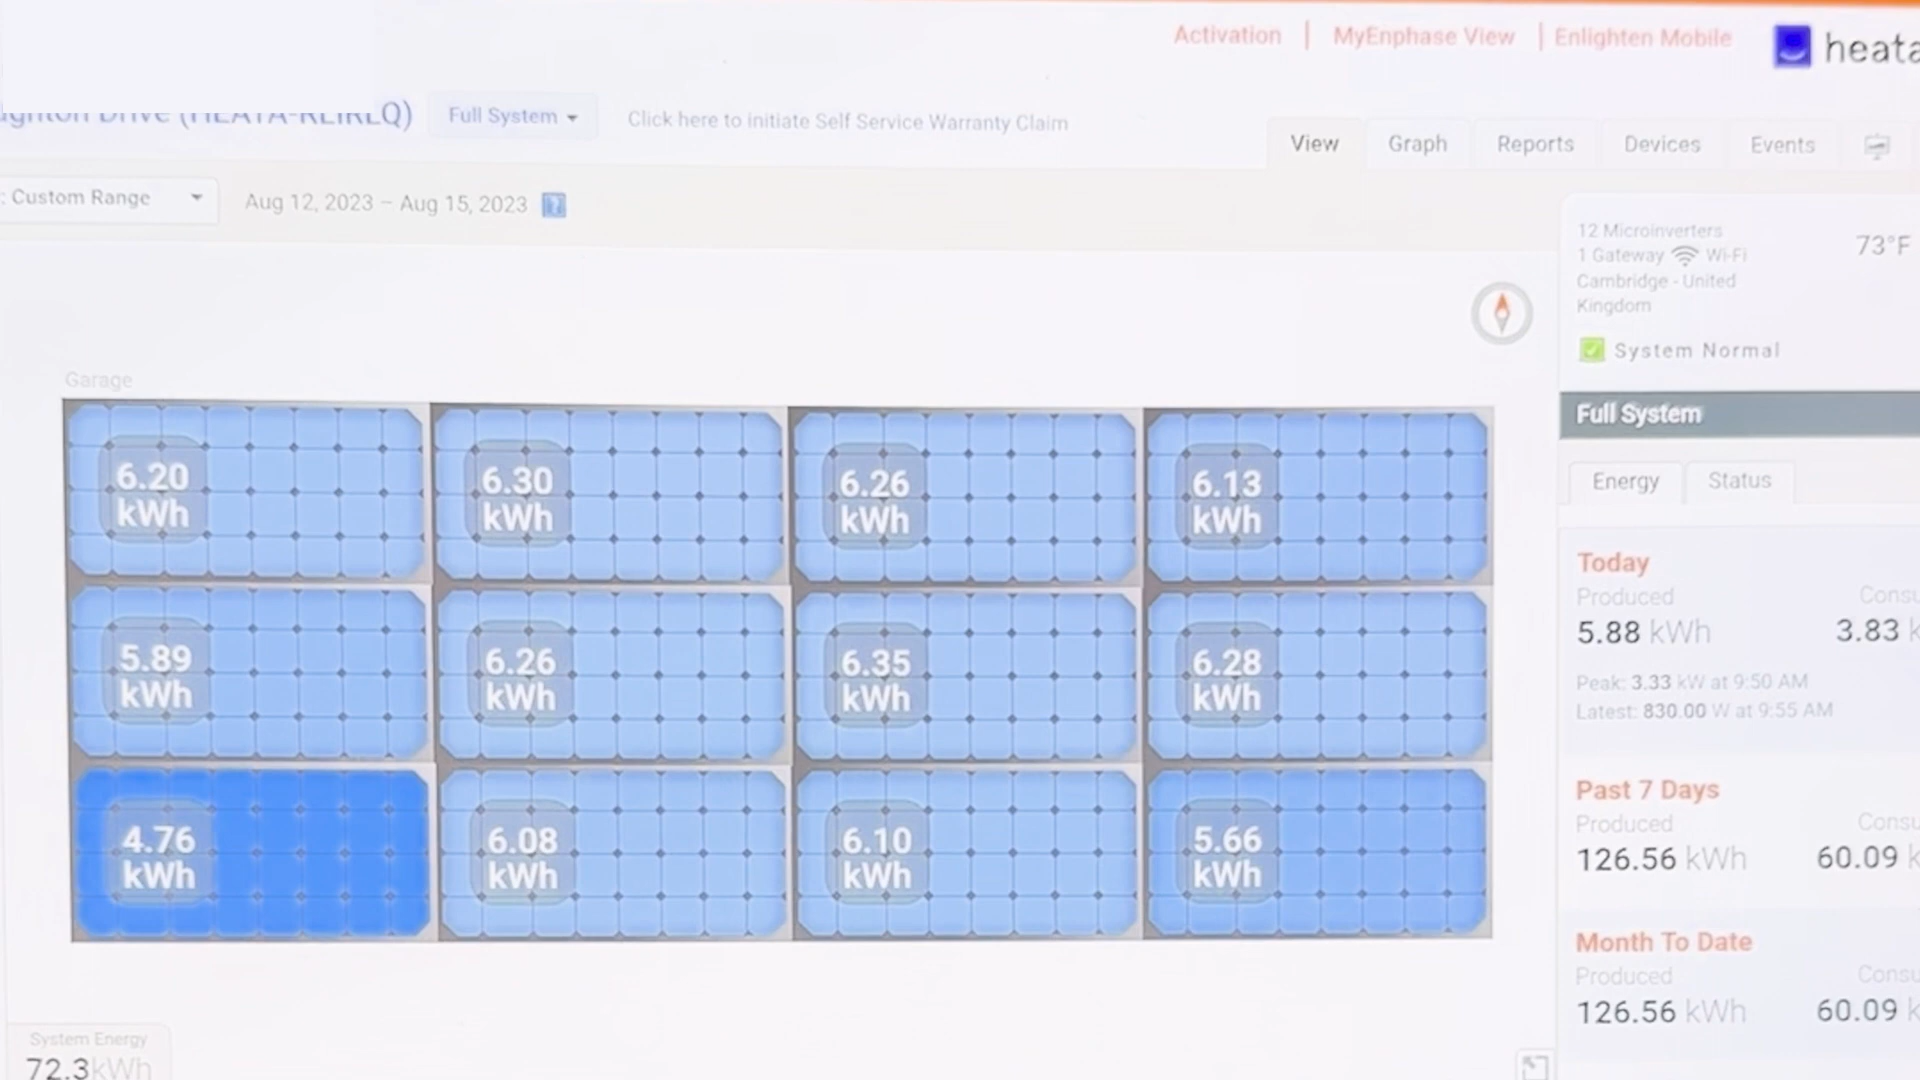 Activation | MyEnphase View | Enlighten Mobile
heata
Drive (HEATA-
Full System
Click here to initiate Self Service Warranty Claim
View Graph Reports Devices Events
: Custom Range
Aug 12, 2023 – Aug 15, 2023 ?
12 Microinverters
1 Gateway Wi-Fi
Cambridge - United
Kingdom
73°F
System Normal
Garage
6.20 kWh
6.30 kWh
6.26 kWh
6.13 kWh
5.89 kWh
6.26 kWh
6.35 kWh
6.28 kWh
4.76 kWh
6.08 kWh
6.10 kWh
5.66 kWh
Full System
Energy Status
Today
Produced Consu
5.88 kWh 3.83 k
Peak: 3.33 kW at 9:50 AM
Latest: 830.00 W at 9:55 AM
Past 7 Days
Produced Consu
126.56 kWh 60.09 k
Month To Date
Produced Consu
126.56 kWh 60.09 k
System Energy
72.3kWh